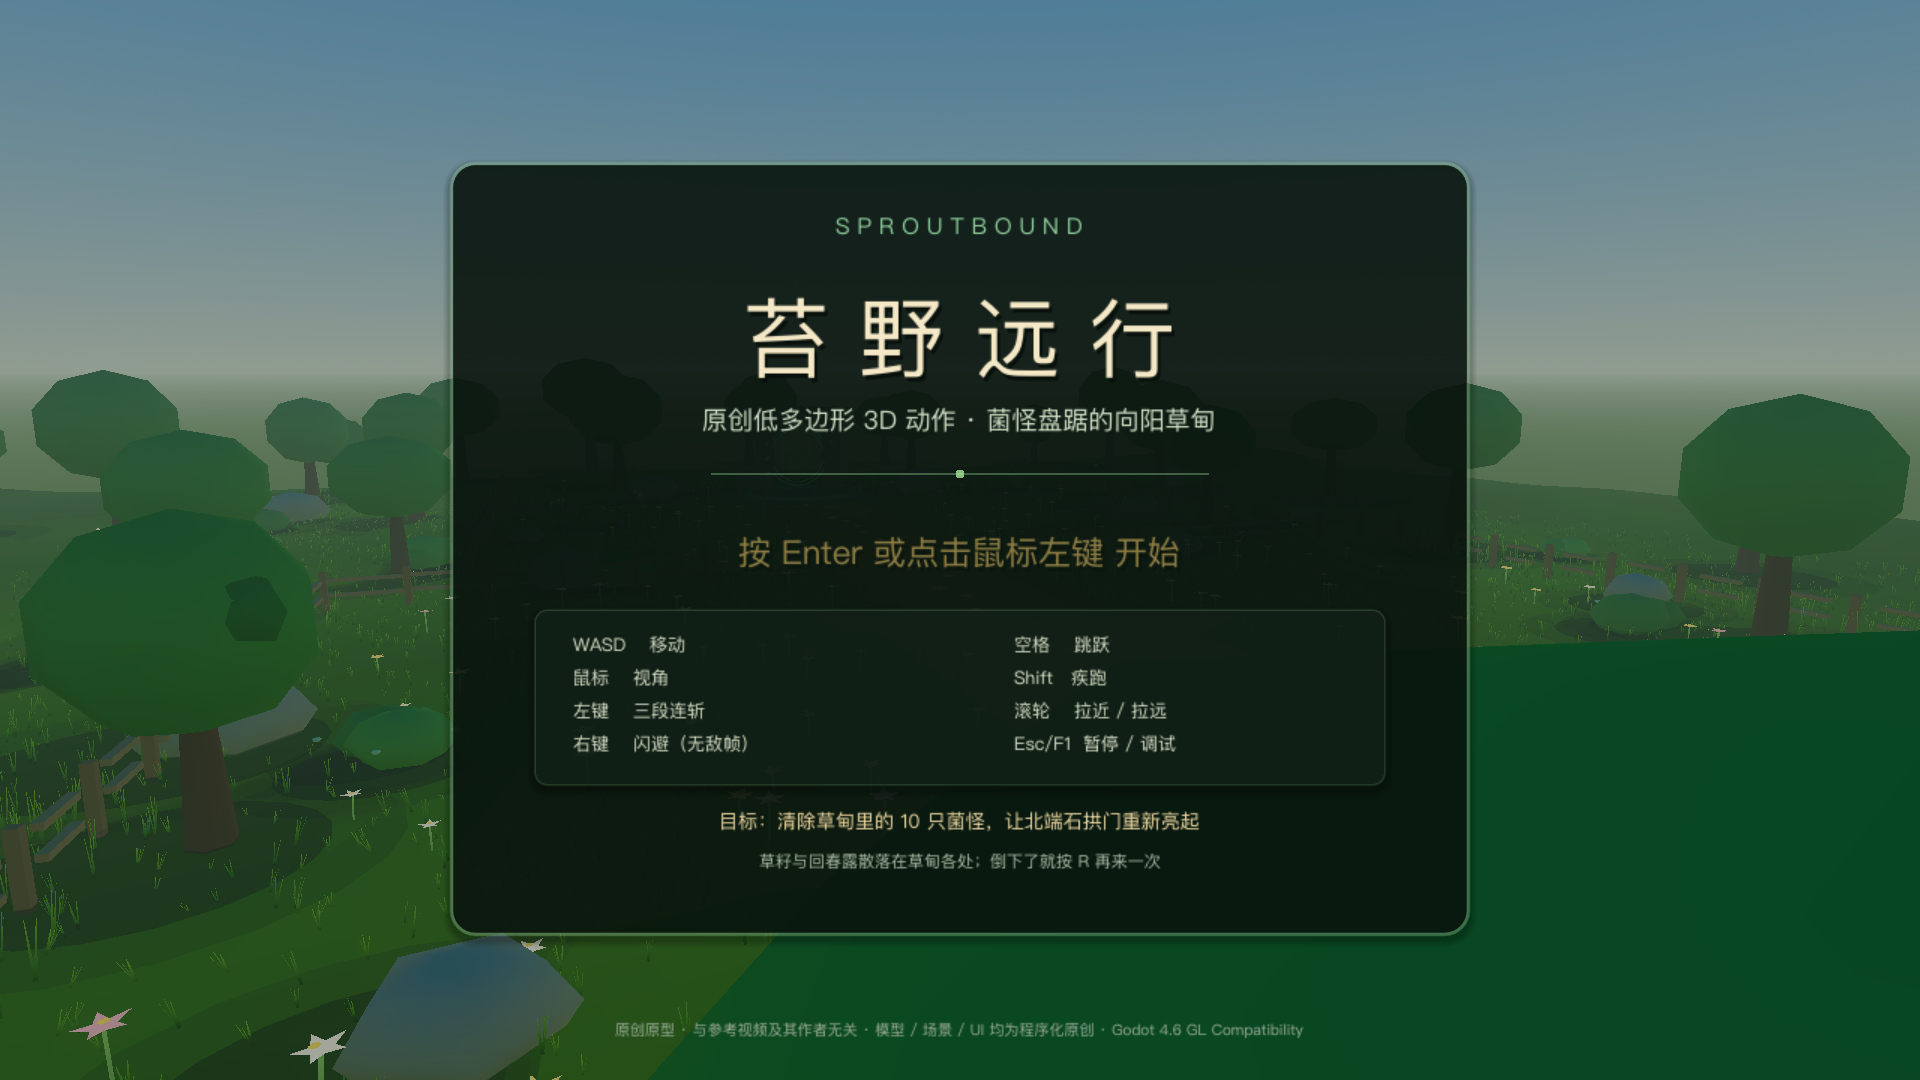 SPROUTBOUND
苔野远行
原创低多边形 3D 动作 · 菌怪盘踞的向阳草甸
按 Enter 或点击鼠标左键 开始
WASD 移动
空格 跳跃
鼠标 视角
Shift 疾跑
左键 三段连斩
滚轮 拉近 / 拉远
右键 闪避（无敌帧）
Esc/F1 暂停 / 调试
目标：清除草甸里的 10 只菌怪，让北端石拱门重新亮起
草籽与回春露散落在草甸各处；倒下了就按 R 再来一次
原创原型 · 与参考视频及其作者无关 · 模型 / 场景 / UI 均为程序化原创 · Godot 4.6 GL Compatibility